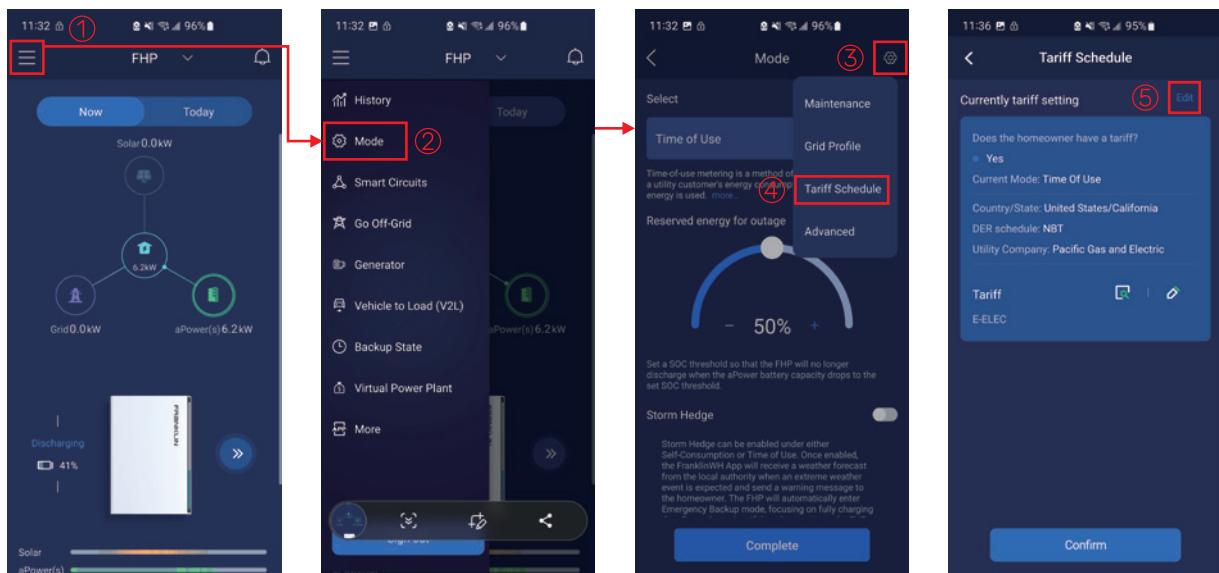 11:32
96%
①
FHP
Now
Today
Solar 0.0kW
6.2kW
Grid 0.0kW
aPower(s) 6.2kW
FRANKLIN
Discharging
41%
Solar
aPower(s)
11:32
96%
FHP
History
Today
Mode
②
Smart Circuits
Go Off-Grid
Generator
Vehicle to Load (V2L)
aPower(s) 6.2kW
Backup State
Virtual Power Plant
More
11:32
96%
Mode
③
Select
Maintenance
Time of Use
Grid Profile
Time-of-use metering is a method of
a utility customer's energy consump
energy is used. more..
④
Tariff Schedule
Reserved energy for outage
Advanced
- 50% +
Set a SOC threshold so that the FHP will no longer
discharge when the aPower battery capacity drops to the
set SOC threshold.
Storm Hedge
Storm Hedge can be enabled under either
Self-Consumption or Time of Use. Once enabled,
the FranklinWH App will receive a weather forecast
from the local authority when an extreme weather
event is expected and send a warning message to
the homeowner. The FHP will automatically enter
Emergency Backup mode, focusing on fully charging
Complete
11:36
95%
Tariff Schedule
Currently tariff setting
⑤
Edit
Does the homeowner have a tariff?
Yes
Current Mode: Time Of Use
Country/State: United States/California
DER schedule: NBT
Utility Company: Pacific Gas and Electric
Tariff
E-ELEC
Confirm